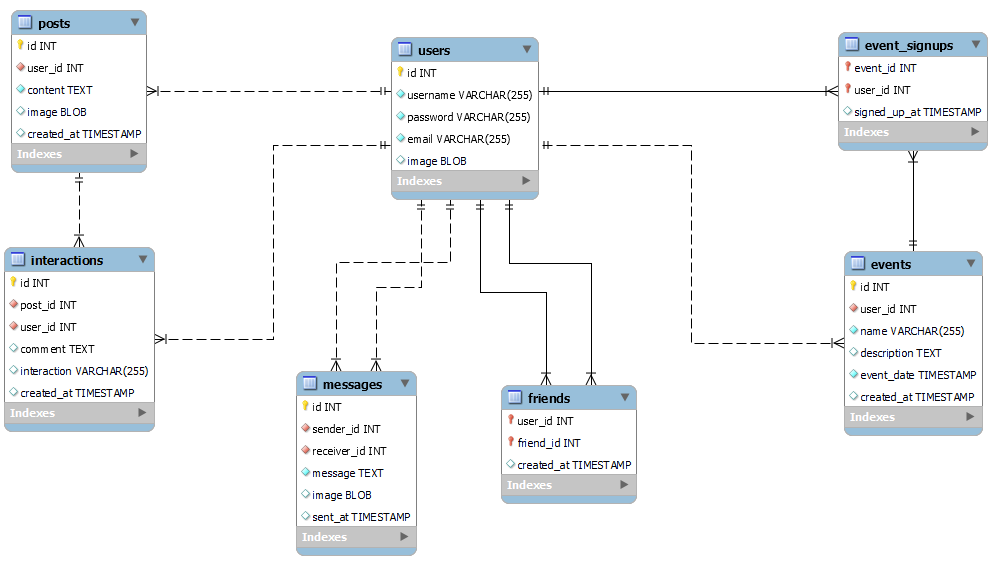 posts
id INT
user_id INT
content TEXT
image BLOB
created_at TIMESTAMP
Indexes
users
id INT
username VARCHAR(255)
password VARCHAR(255)
email VARCHAR(255)
image BLOB
Indexes
event_signups
event_id INT
user_id INT
signed_up_at TIMESTAMP
Indexes
interactions
id INT
post_id INT
user_id INT
comment TEXT
interaction VARCHAR(255)
created_at TIMESTAMP
Indexes
messages
id INT
sender_id INT
receiver_id INT
message TEXT
image BLOB
sent_at TIMESTAMP
Indexes
friends
user_id INT
friend_id INT
created_at TIMESTAMP
Indexes
events
id INT
user_id INT
name VARCHAR(255)
description TEXT
event_date TIMESTAMP
created_at TIMESTAMP
Indexes